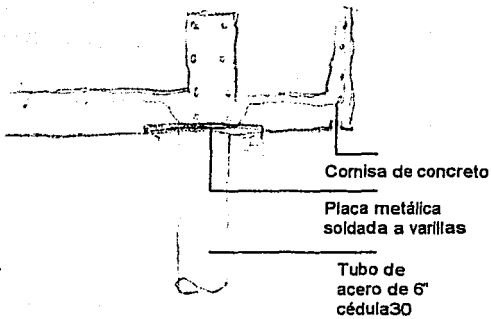 Cornisa de concreto
Placa metálica
soldada a varillas
Tubo de
acero de 6"
cédula30